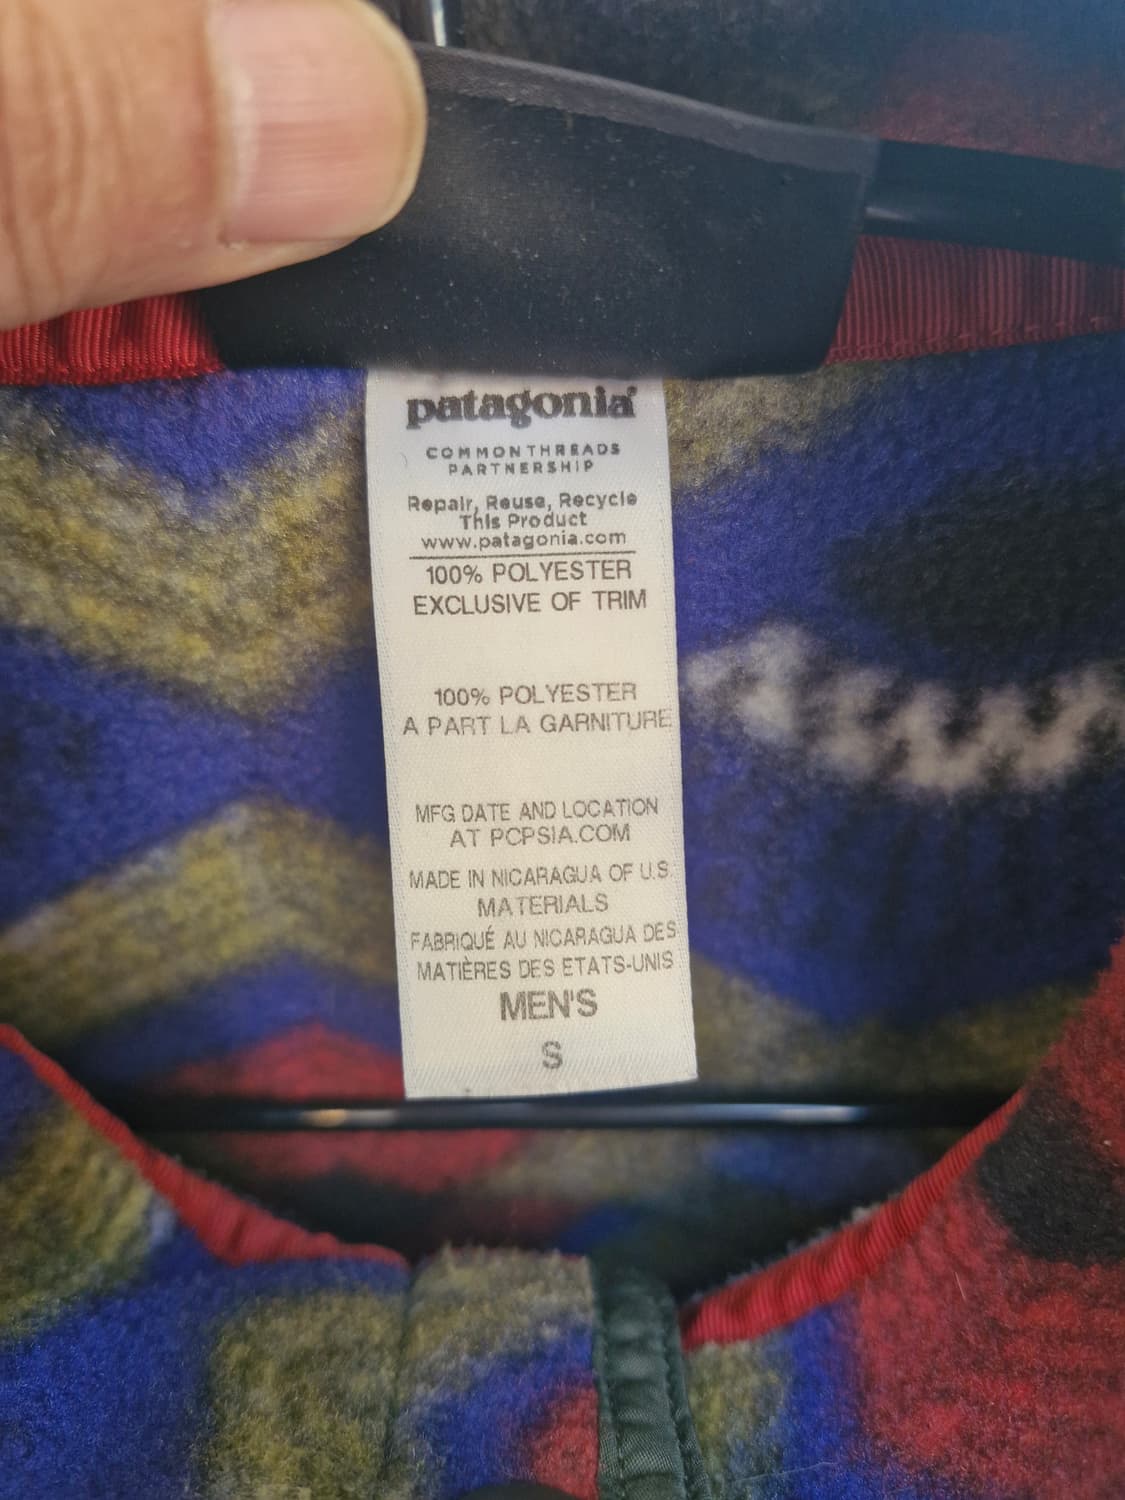 patagonia®
COMMON THREADS
PARTNERSHIP
Repair, Reuse, Recycle
This Product
www.patagonia.com
100% POLYESTER
EXCLUSIVE OF TRIM
100% POLYESTER
A PART LA GARNITURE
MFG DATE AND LOCATION
AT PCPSIA.COM
MADE IN NICARAGUA OF U.S.
MATERIALS
FABRIQUÉ AU NICARAGUA DES
MATIÈRES DES ETATS-UNIS
MEN'S
S